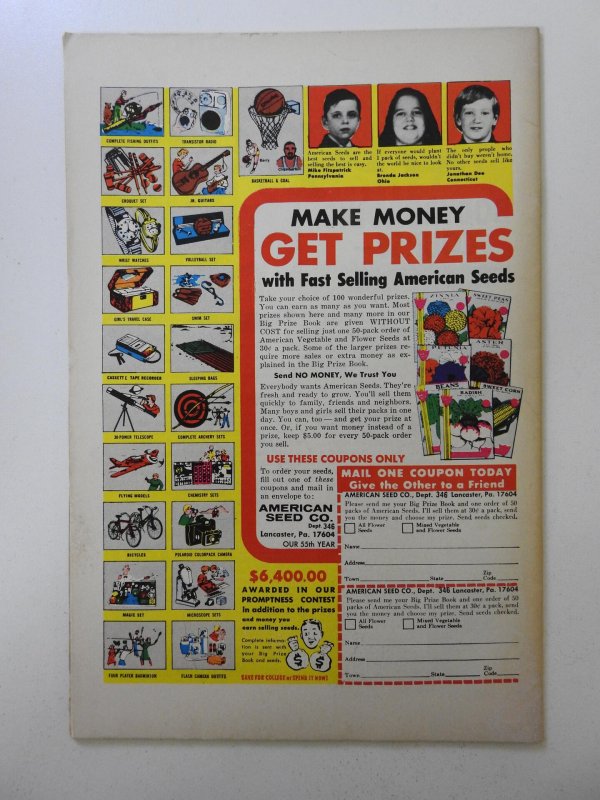 COMPLETE FISHING OUTFITS
TRANSISTOR RADIO
BASKETBALL & GOAL
CROQUET SET
JR. GUITARS
WRIST WATCHES
VOLLEYBALL SET
GIRL'S TRAVEL CASE
SWIM SET
CASSETTE TAPE RECORDER
SLEEPING BAGS
30-POWER TELESCOPE
COMPLETE ARCHERY SETS
FLYING MODELS
CHEMISTRY SETS
BICYCLES
POLAROID COLORPACK CAMERA
MAGIC SET
MICROSCOPE SETS
FOUR PLAYER BADMINTON
FLASH CAMERA OUTFITS
American Seeds are the
best seeds to sell and
selling the best is easy.
Mike Fitzpatrick
Pennsylvania
If everyone would plant
1 pack of seeds, wouldn't
the world be nice to look
at.
Brenda Jackson
Ohio
The only people who
didn't buy weren't home.
No other seeds sell like
yours.
Jonathan Doe
Connecticut
MAKE MONEY
GET PRIZES
with Fast Selling American Seeds
Take your choice of 100 wonderful prizes.
You can earn as many as you want. Most
prizes shown here and many more in our
Big Prize Book are given WITHOUT
COST for selling just one 50-pack order of
American Vegetable and Flower Seeds at
30¢ a pack. Some of the larger prizes re-
quire more sales or extra money as ex-
plained in the Big Prize Book.
Send NO MONEY, We Trust You
Everybody wants American Seeds. They're
fresh and ready to grow. You'll sell them
quickly to family, friends and neighbors.
Many boys and girls sell their packs in one
day. You can, too — and get your prize at
once. Or, if you want money instead of a
prize, keep $5.00 for every 50-pack order
you sell.
ZINNIA
SWEET PEAS
PETUNIA
ASTER
BEANS
RADISH
SWEET CORN
USE THESE COUPONS ONLY
To order your seeds,
fill out one of these
coupons and mail in
an envelope to:
AMERICAN
SEED CO.
Dept 346
Lancaster, Pa. 17604
OUR 55th YEAR
$6,400.00
AWARDED IN OUR
PROMPTNESS CONTEST
In addition to the prizes
and money you
earn selling seeds.
Complete informa-
tion is sent with
your Big Prize
Book and seeds.
SAVE FOR COLLEGE or SPEND IT NOW!
MAIL ONE COUPON TODAY
Give the Other to a Friend
AMERICAN SEED CO., Dept. 346 Lancaster, Pa. 17604
Please send me your Big Prize Book and one order of 50
packs of American Seeds. I'll sell them at 30¢ a pack, send
you the money and choose my prize. Send seeds checked.
All Flower Seeds
Mixed Vegetable and Flower Seeds
Name
Address
Town State Zip Code
AMERICAN SEED CO., Dept. 346 Lancaster, Pa. 17604
Please send me your Big Prize Book and one order of 50
packs of American Seeds. I'll sell them at 30¢ a pack, send
you the money and choose my prize. Send seeds checked.
All Flower Seeds
Mixed Vegetable and Flower Seeds
Name
Address
Town State Zip Code